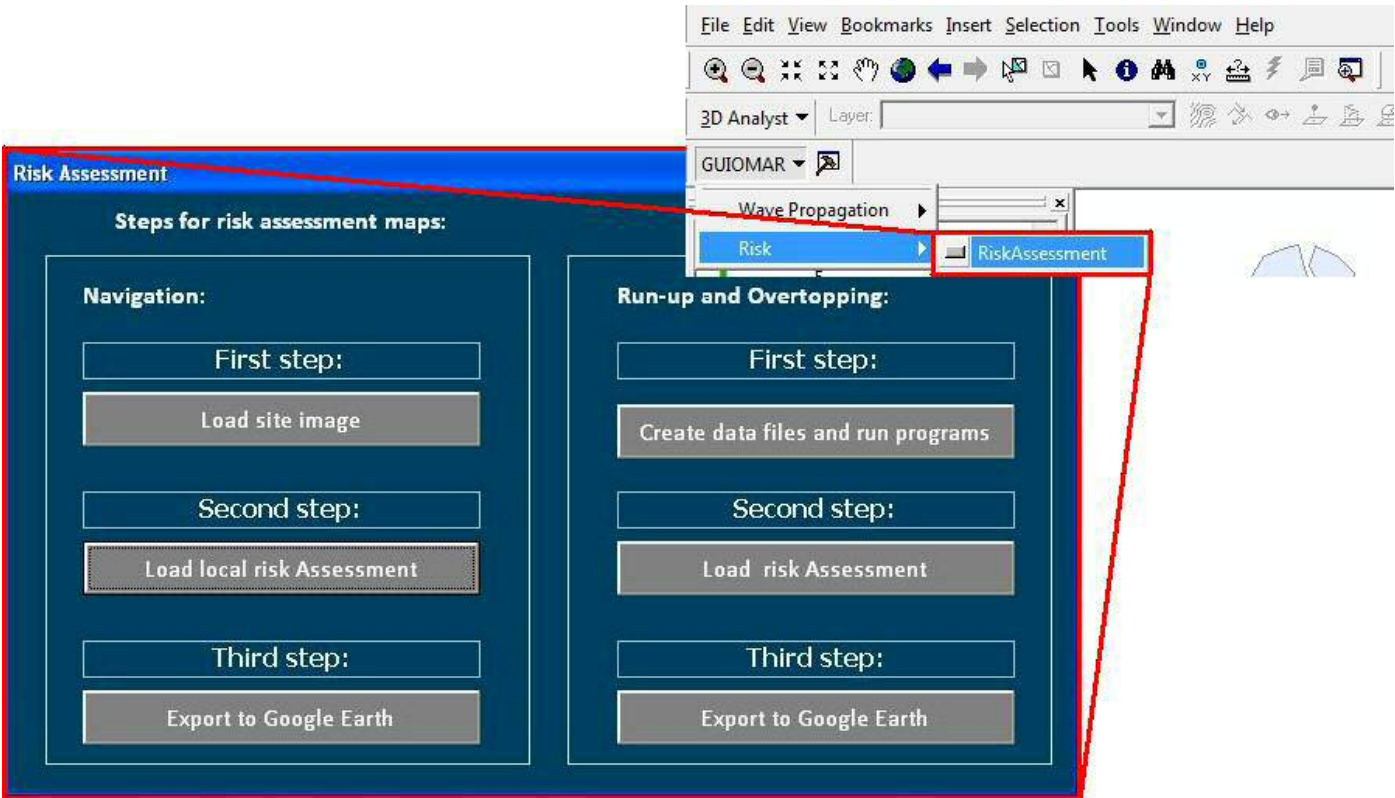 File Edit View Bookmarks Insert Selection Tools Window Help
XY
3D Analyst Layer:
GUIOMAR
Wave Propagation
Risk
RiskAssessment
Risk Assessment
Steps for risk assessment maps:
Navigation:
First step:
Load site image
Second step:
Load local risk Assessment
Third step:
Export to Google Earth
Run-up and Overtopping:
First step:
Create data files and run programs
Second step:
Load risk Assessment
Third step:
Export to Google Earth